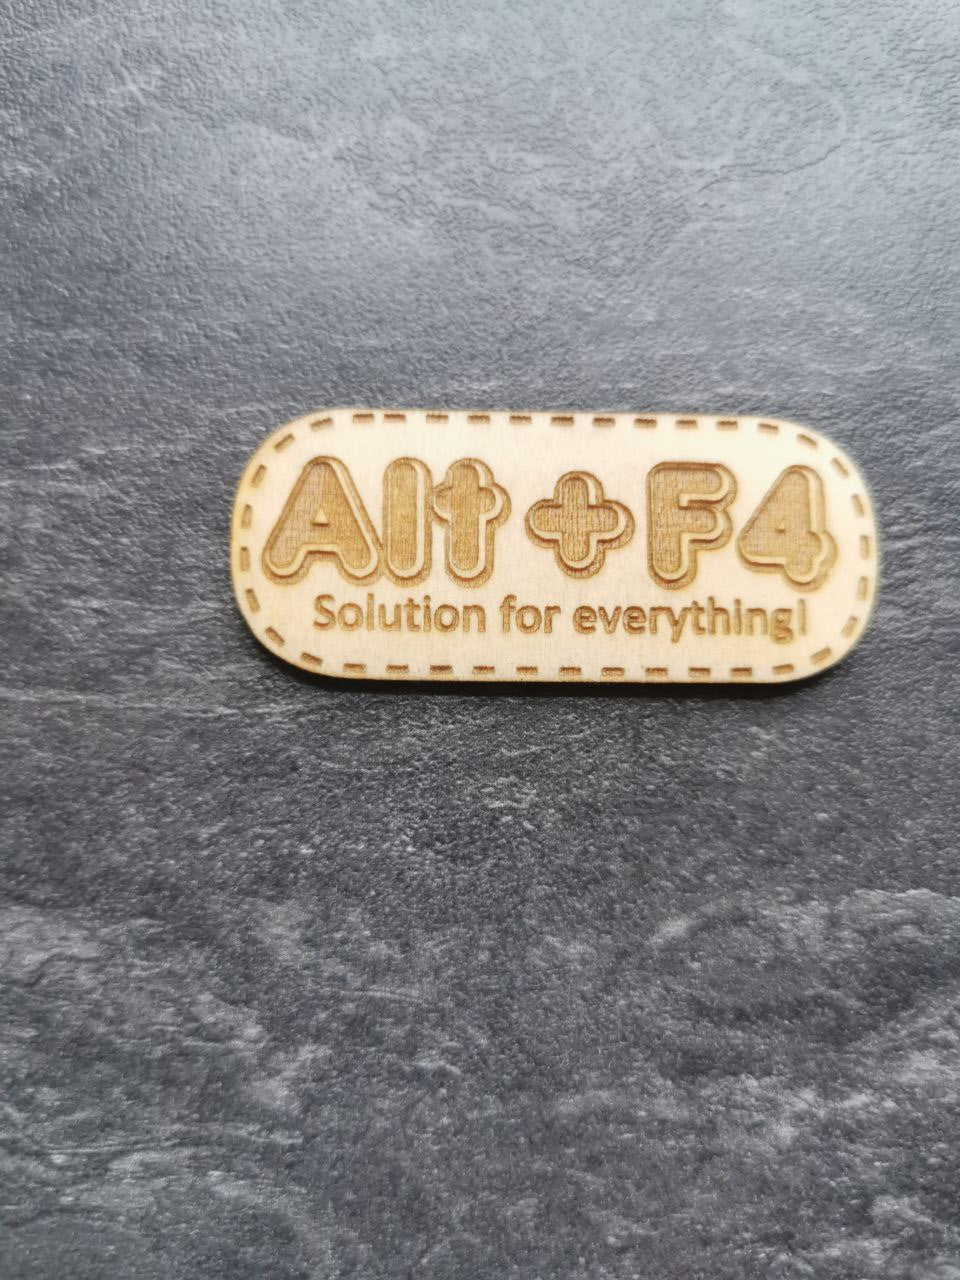 Alt + F4
Solution for everything!